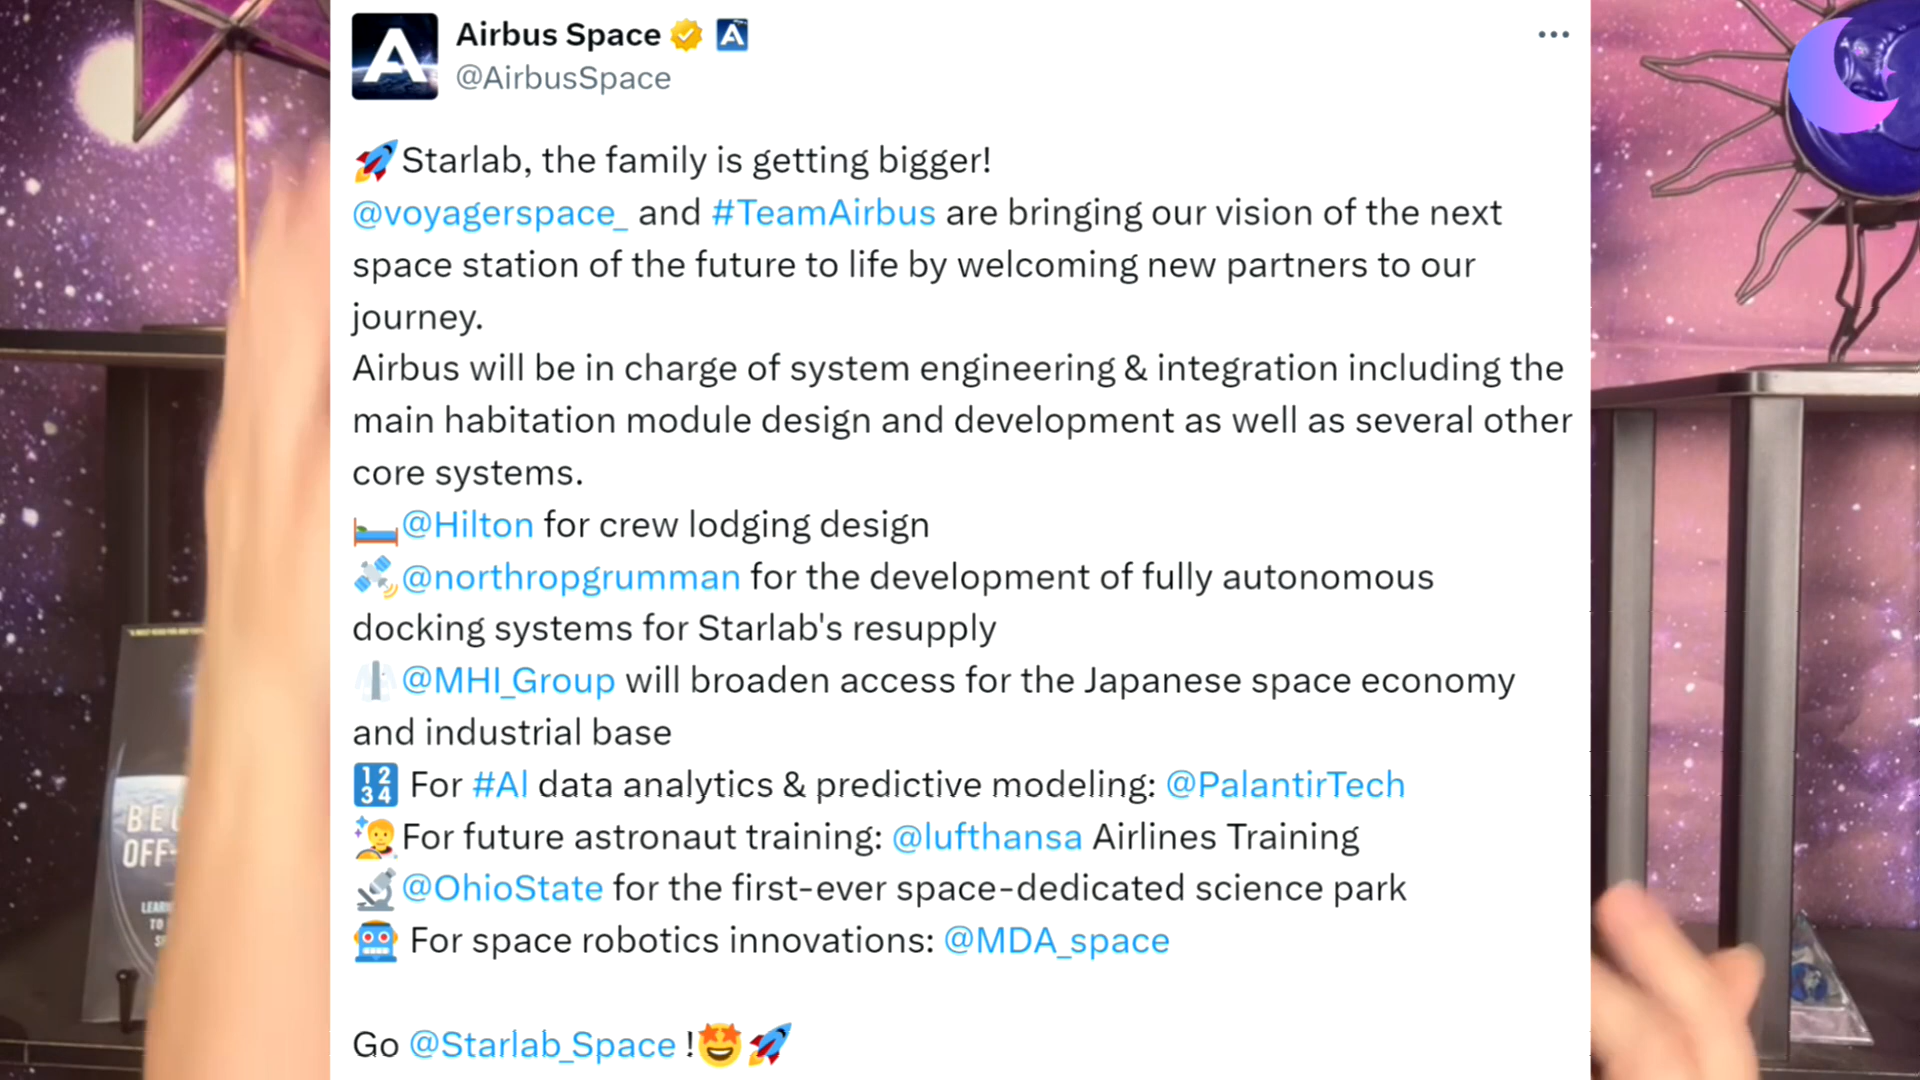 Airbus Space
@AirbusSpace
🚀Starlab, the family is getting bigger!
@voyagerspace_ and #TeamAirbus are bringing our vision of the next
space station of the future to life by welcoming new partners to our
journey.
Airbus will be in charge of system engineering & integration including the
main habitation module design and development as well as several other
core systems.
🛏️@Hilton for crew lodging design
🛰️@northropgrumman for the development of fully autonomous
docking systems for Starlab's resupply
@MHI_Group will broaden access for the Japanese space economy
and industrial base
🔢 For #AI data analytics & predictive modeling: @PalantirTech
For future astronaut training: @lufthansa Airlines Training
🔬@OhioState for the first-ever space-dedicated science park
🤖 For space robotics innovations: @MDA_space
Go @Starlab_Space !🤩🚀
OFF
TO